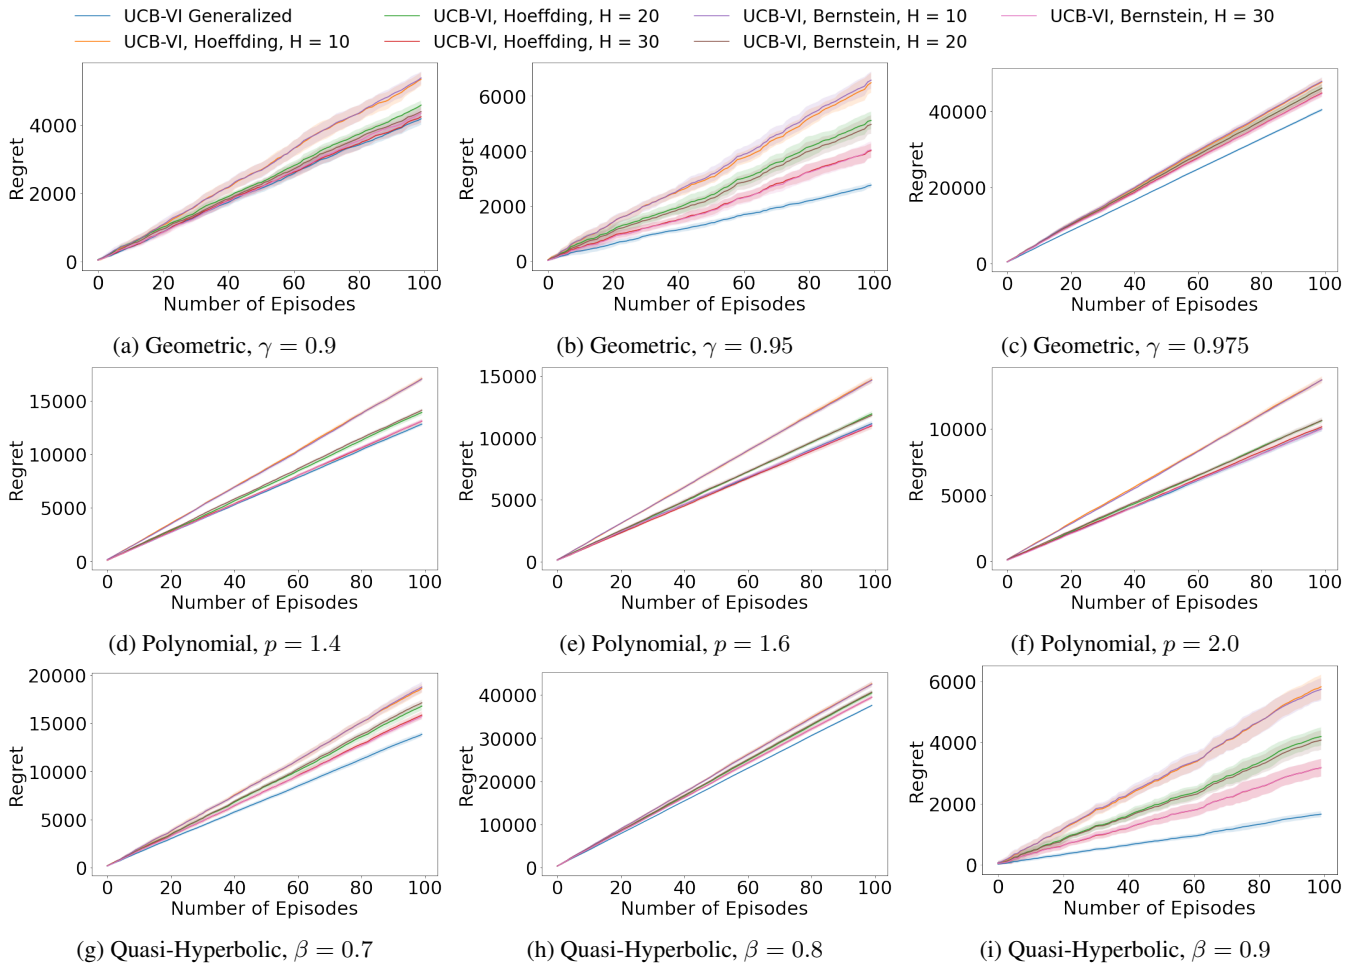 UCB-VI Generalized
UCB-VI, Hoeffding, H = 20
UCB-VI, Bernstein, H = 10
UCB-VI, Bernstein, H = 30
UCB-VI, Hoeffding, H = 10
UCB-VI, Hoeffding, H = 30
UCB-VI, Bernstein, H = 20
Regret
4000
2000
0
0 20 40 60 80 100
Number of Episodes
(a) Geometric, γ = 0.9
Regret
6000
4000
2000
0
0 20 40 60 80 100
Number of Episodes
(b) Geometric, γ = 0.95
Regret
40000
20000
0
0 20 40 60 80 100
Number of Episodes
(c) Geometric, γ = 0.975
Regret
15000
10000
5000
0
0 20 40 60 80 100
Number of Episodes
(d) Polynomial, p = 1.4
Regret
15000
10000
5000
0
0 20 40 60 80 100
Number of Episodes
(e) Polynomial, p = 1.6
Regret
10000
5000
0
0 20 40 60 80 100
Number of Episodes
(f) Polynomial, p = 2.0
Regret
20000
15000
10000
5000
0
0 20 40 60 80 100
Number of Episodes
(g) Quasi-Hyperbolic, β = 0.7
Regret
40000
30000
20000
10000
0
0 20 40 60 80 100
Number of Episodes
(h) Quasi-Hyperbolic, β = 0.8
Regret
6000
4000
2000
0
0 20 40 60 80 100
Number of Episodes
(i) Quasi-Hyperbolic, β = 0.9